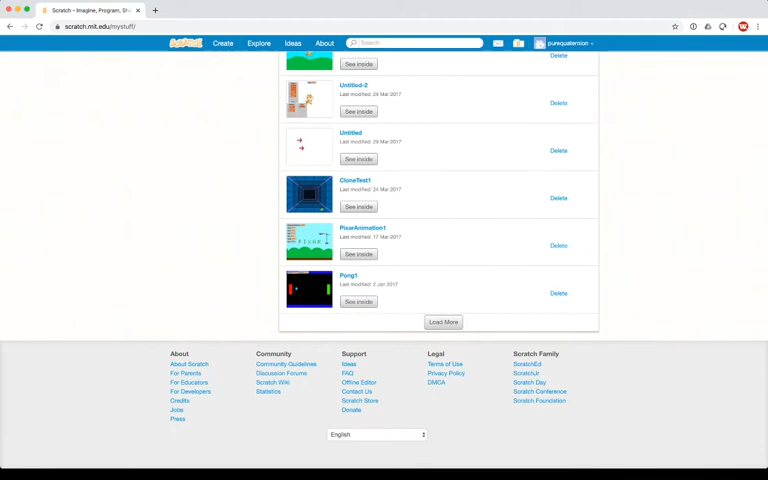 Scratch – Imagine, Program, Sh
scratch.mit.edu/mystuff/
SCRATCH Create Explore Ideas About Search purequaternion
See inside
Delete
Untitled-2
Last modified: 29 Mar 2017
See inside
Delete
Untitled
Last modified: 29 Mar 2017
See inside
Delete
CloneTest1
Last modified: 24 Mar 2017
See inside
Delete
PixarAnimation1
Last modified: 17 Mar 2017
See inside
Delete
Pong1
Last modified: 2 Jan 2017
See inside
Delete
Load More
About
About Scratch
For Parents
For Educators
For Developers
Credits
Jobs
Press
Community
Community Guidelines
Discussion Forums
Scratch Wiki
Statistics
Support
Ideas
FAQ
Offline Editor
Contact Us
Scratch Store
Donate
Legal
Terms of Use
Privacy Policy
DMCA
Scratch Family
ScratchEd
ScratchJr
Scratch Day
Scratch Conference
Scratch Foundation
English